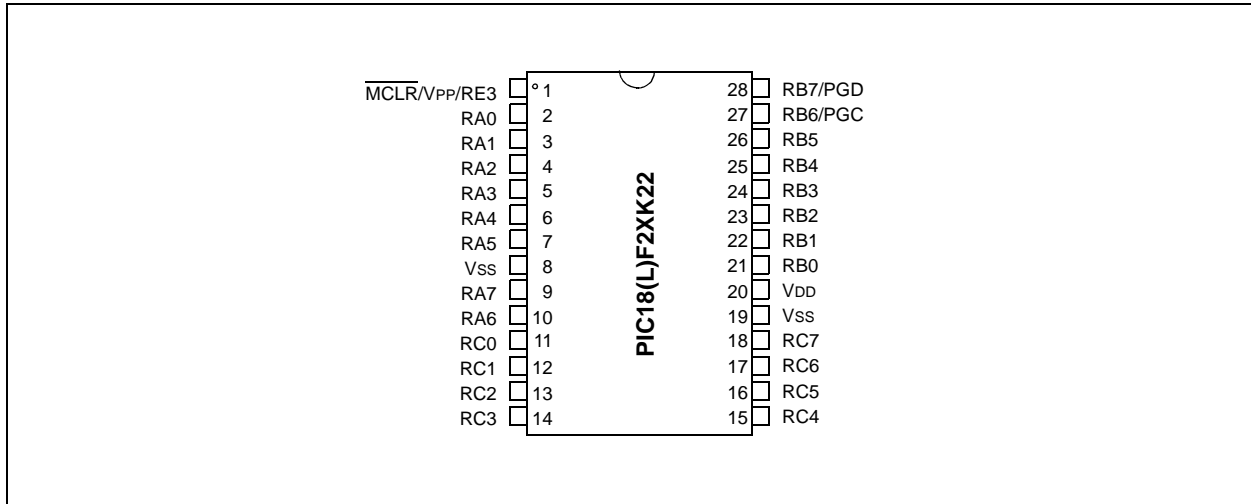 MCLR/VPP/RE3 1 28 RB7/PGD
RA0 2 27 RB6/PGC
RA1 3 26 RB5
RA2 4 25 RB4
RA3 5 24 RB3
RA4 6 23 RB2
RA5 7 22 RB1
VSS 8 21 RB0
RA7 9 20 VDD
RA6 10 19 VSS
RC0 11 18 RC7
RC1 12 17 RC6
RC2 13 16 RC5
RC3 14 15 RC4
PIC18(L)F2XK22